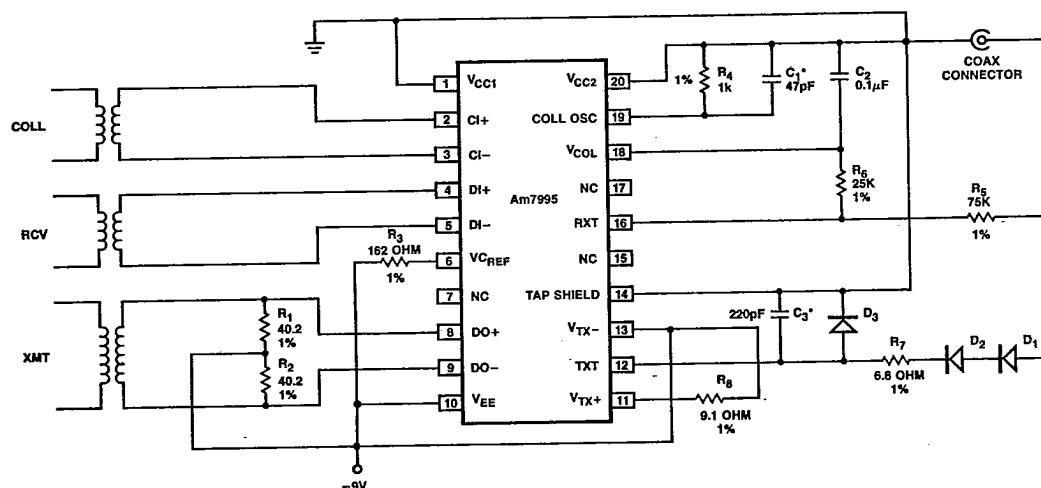 COAX
CONNECTOR
COLL
RCV
XMT
Am7995
1 VCC1
2 CI+
3 CI−
4 DI+
5 DI−
6 VCREF
7 NC
8 DO+
9 DO−
10 VEE
VCC2 20
COLL OSC 19
VCOL 18
NC 17
RXT 16
NC 15
TAP SHIELD 14
VTX− 13
TXT 12
VTX+ 11
R3
162 OHM
1%
R1
40.2
1%
R2
40.2
1%
−9V
1%
R4
1k
C1*
47pF
C2
0.1μF
R6
25K
1%
R5
75K
1%
220pF
C3*
D3
R7
6.8 OHM
1%
D2
D1
R8
9.1 OHM
1%